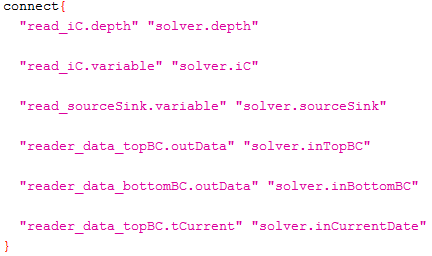 connect{
"read_iC.depth" "solver.depth"
"read_iC.variable" "solver.iC"
"read_sourceSink.variable" "solver.sourceSink"
"reader_data_topBC.outData" "solver.inTopBC"
"reader_data_bottomBC.outData" "solver.inBottomBC"
"reader_data_topBC.tCurrent" "solver.inCurrentDate"
}